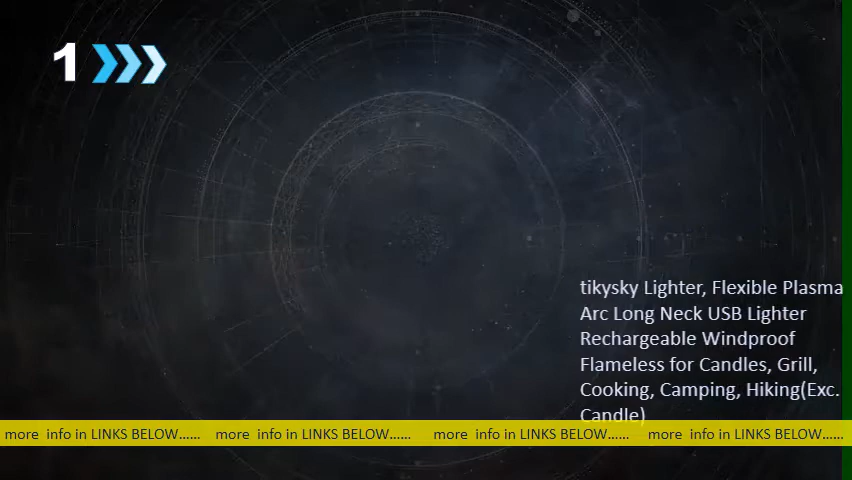 1
tikysky Lighter, Flexible Plasma
Arc Long Neck USB Lighter
Rechargeable Windproof
Flameless for Candles, Grill,
Cooking, Camping, Hiking(Exc.
Candle)
more  info in LINKS BELOW...... more  info in LINKS BELOW...... more  info in LINKS BELOW...... more  info in LINKS BELOW......